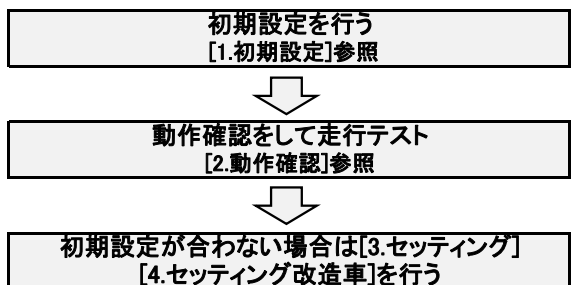 初期設定を行う
[1.初期設定]参照
動作確認をして走行テスト
[2.動作確認]参照
初期設定が合わない場合は[3.セッティング]
[4.セッティング改造車]を行う